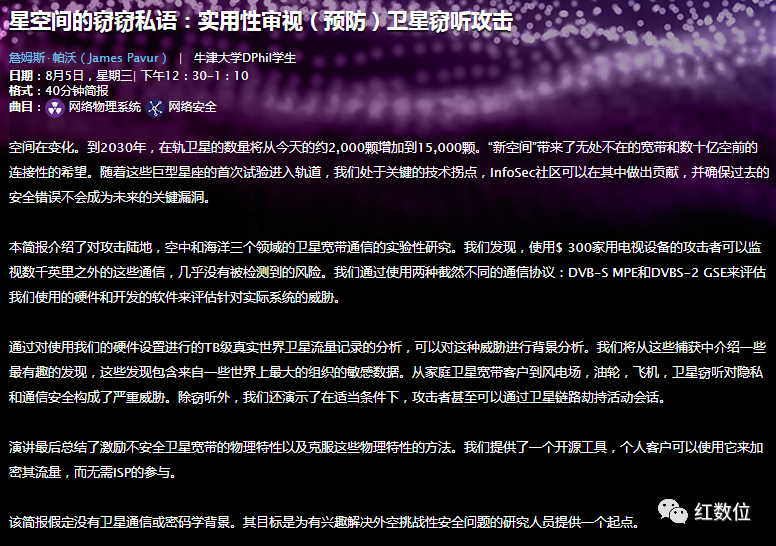 星空间的窃窃私语：实用性审视（预防）卫星窃听攻击
詹姆斯·帕沃（James Pavur） | 牛津大学DPhil学生
日期：8月5日，星期三| 下午12：30-1：10
格式：40分钟简报
曲目： 网络物理系统 网络安全
空间在变化。到2030年，在轨卫星的数量将从今天的约2,000颗增加到15,000颗。“新空间”带来了无处不在的宽带和数十亿空前的
连接性的希望。随着这些巨型星座的首次试验进入轨道，我们处于关键的技术拐点，InfoSec社区可以在其中做出贡献，并确保过去的
安全错误不会成为未来的关键漏洞。
本简报介绍了对攻击陆地，空中和海洋三个领域的卫星宽带通信的实验性研究。我们发现，使用$ 300家用电视设备的攻击者可以监
视数千英里之外的这些通信，几乎没有被检测到的风险。我们通过使用两种截然不同的通信协议：DVB-S MPE和DVBS-2 GSE来评估
我们使用的硬件和开发的软件来评估针对实际系统的威胁。
通过对使用我们的硬件设置进行的TB级真实世界卫星流量记录的分析，可以对这种威胁进行背景分析。我们将从这些捕获中介绍一些
最有趣的发现，这些发现包含来自一些世界上最大的组织的敏感数据。从家庭卫星宽带客户到风电场，油轮，飞机，卫星窃听对隐私
和通信安全构成了严重威胁。除窃听外，我们还演示了在适当条件下，攻击者甚至可以通过卫星链路劫持活动会话。
演讲最后总结了激励不安全卫星宽带的物理特性以及克服这些物理特性的方法。我们提供了一个开源工具，个人客户可以使用它来加
密其流量，而无需ISP的参与。
该简报假定没有卫星通信或密码学背景。其目标是为有兴趣解决外空挑战性安全问题的研究人员提供一个起点。
红数位